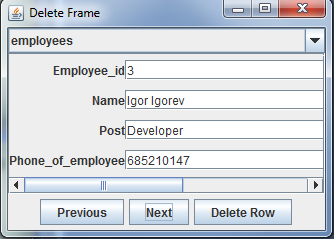 Delete Frame
employees
Employee_id 3
Name Igor Igorev
Post Developer
Phone_of_employee 685210147
Previous Next Delete Row